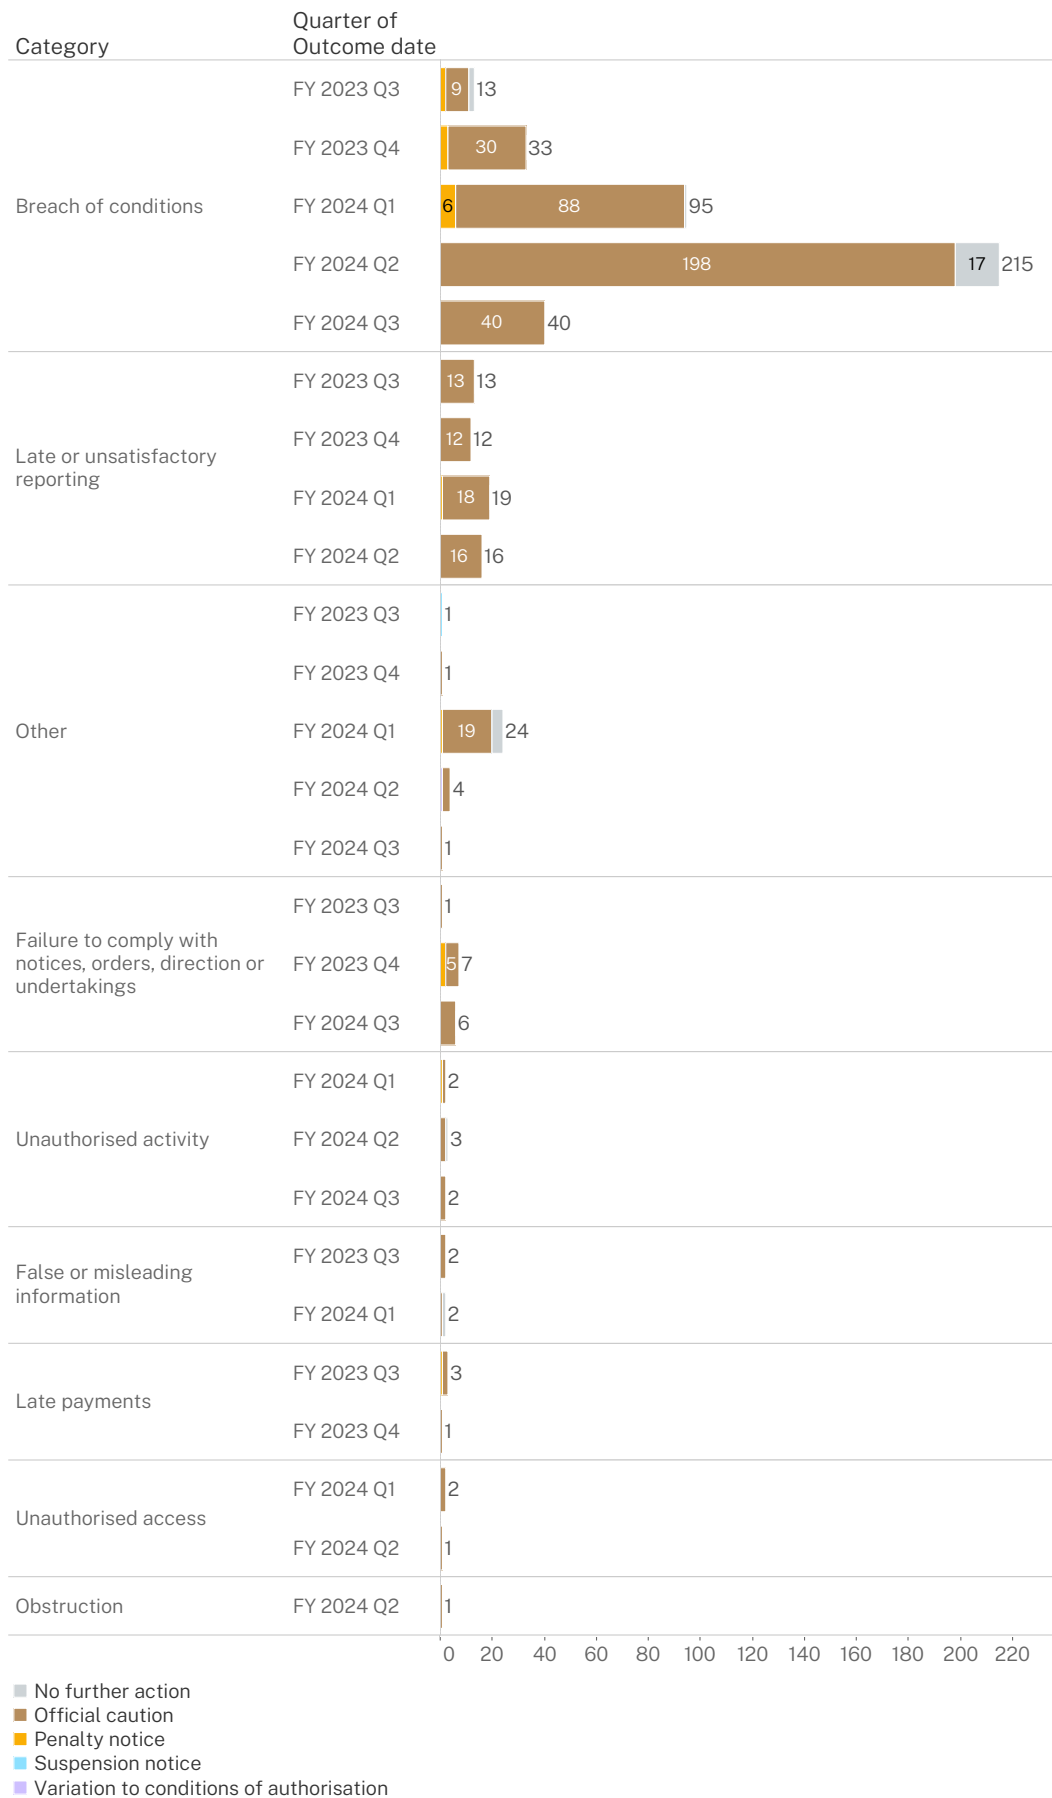 Category
Quarter of
Outcome date
Breach of conditions
FY 2023 Q3 9 13
FY 2023 Q4 30 33
FY 2024 Q1 6 88 95
FY 2024 Q2 198 17 215
FY 2024 Q3 40 40
Late or unsatisfactory
reporting
FY 2023 Q3 13 13
FY 2023 Q4 12 12
FY 2024 Q1 18 19
FY 2024 Q2 16 16
Other
FY 2023 Q3 1
FY 2023 Q4 1
FY 2024 Q1 19 24
FY 2024 Q2 4
FY 2024 Q3 1
Failure to comply with
notices, orders, direction or
undertakings
FY 2023 Q3 1
FY 2023 Q4 5 7
FY 2024 Q3 6
Unauthorised activity
FY 2024 Q1 2
FY 2024 Q2 3
FY 2024 Q3 2
False or misleading
information
FY 2023 Q3 2
FY 2024 Q1 2
Late payments
FY 2023 Q3 3
FY 2023 Q4 1
Unauthorised access
FY 2024 Q1 2
FY 2024 Q2 1
Obstruction
FY 2024 Q2 1
0 20 40 60 80 100 120 140 160 180 200 220
No further action
Official caution
Penalty notice
Suspension notice
Variation to conditions of authorisation